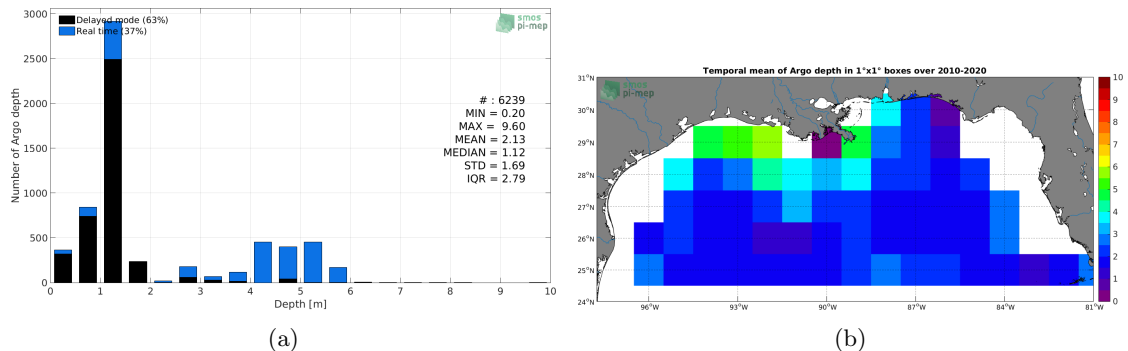 Delayed mode (63%)
Real time (37%)
smos
pi-mep
3000
2500
2000
1500
1000
500
0
Number of Argo depth
# : 6239
MIN = 0.20
MAX = 9.60
MEAN = 2.13
MEDIAN = 1.12
STD = 1.69
IQR = 2.79
0 1 2 3 4 5 6 7 8 9 10
Depth [m]
(a)
Temporal mean of Argo depth in 1°x1° boxes over 2010-2020
smos
pi-mep
31°N
30°N
29°N
28°N
27°N
26°N
25°N
24°N
96°W 93°W 90°W 87°W 84°W 81°W
10
9
8
7
6
5
4
3
2
1
0
(b)